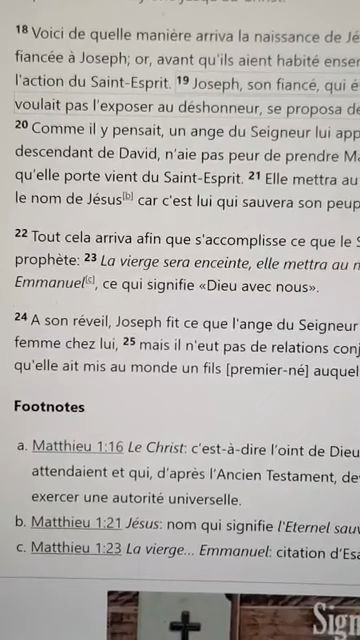 18 Voici de quelle manière arriva la naissance de Jé
fiancée à Joseph; or, avant qu'ils aient habité enser
l'action du Saint-Esprit. 19 Joseph, son fiancé, qui é
voulait pas l'exposer au déshonneur, se proposa de
20 Comme il y pensait, un ange du Seigneur lui app
descendant de David, n'aie pas peur de prendre Ma
qu'elle porte vient du Saint-Esprit. 21 Elle mettra au
le nom de Jésus[b] car c'est lui qui sauvera son peup
22 Tout cela arriva afin que s'accomplisse ce que le S
prophète: 23 La vierge sera enceinte, elle mettra au m
Emmanuel[c], ce qui signifie «Dieu avec nous».
24 A son réveil, Joseph fit ce que l'ange du Seigneur
femme chez lui, 25 mais il n'eut pas de relations conj
qu'elle ait mis au monde un fils [premier-né] auquel
Footnotes
a. Matthieu 1:16 Le Christ: c'est-à-dire l'oint de Dieu
attendaient et qui, d'après l'Ancien Testament, de
exercer une autorité universelle.
b. Matthieu 1:21 Jésus: nom qui signifie l'Eternel sauv
c. Matthieu 1:23 La vierge... Emmanuel: citation d'Esa
Sign